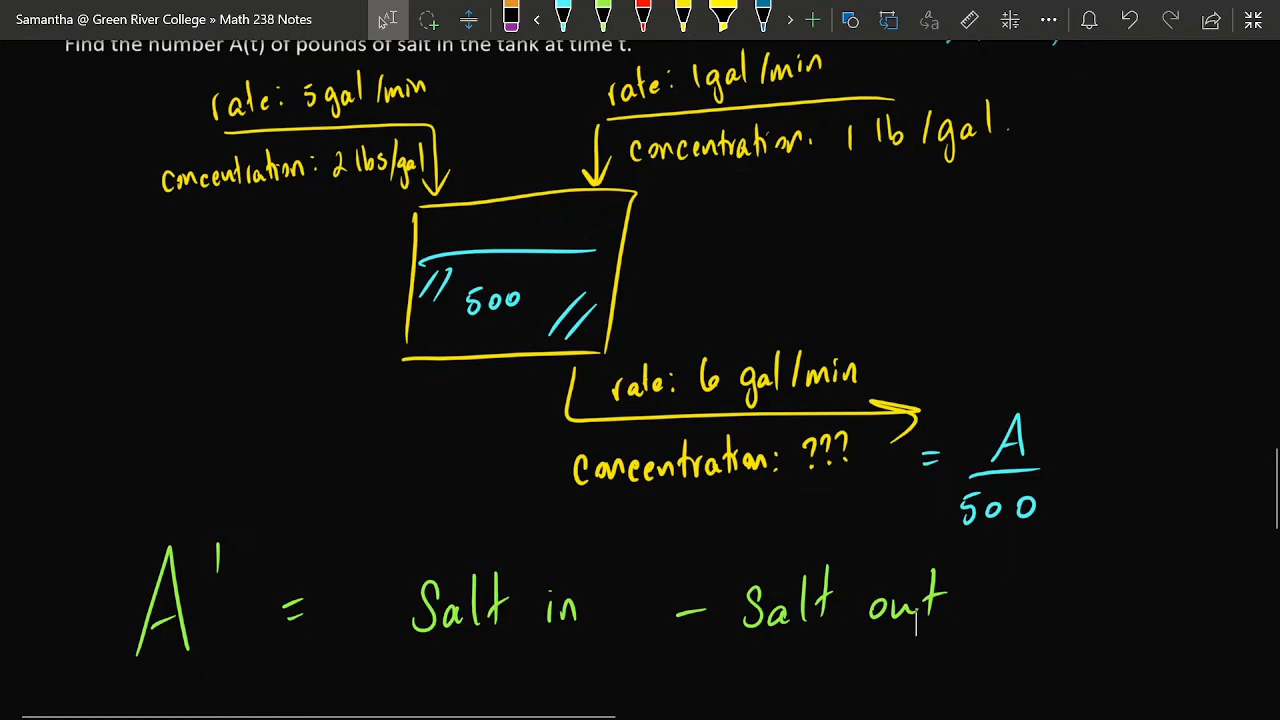 Samantha @ Green River College » Math 238 Notes
Find the number A(t) of pounds of salt in the tank at time t.
rate: 5 gal/min
concentration: 2 lbs/gal
rate: 1 gal/min
concentration. 1 lb/gal.
500
rate: 6 gal/min
concentration: ???
= A
500
A' = Salt in - Salt out